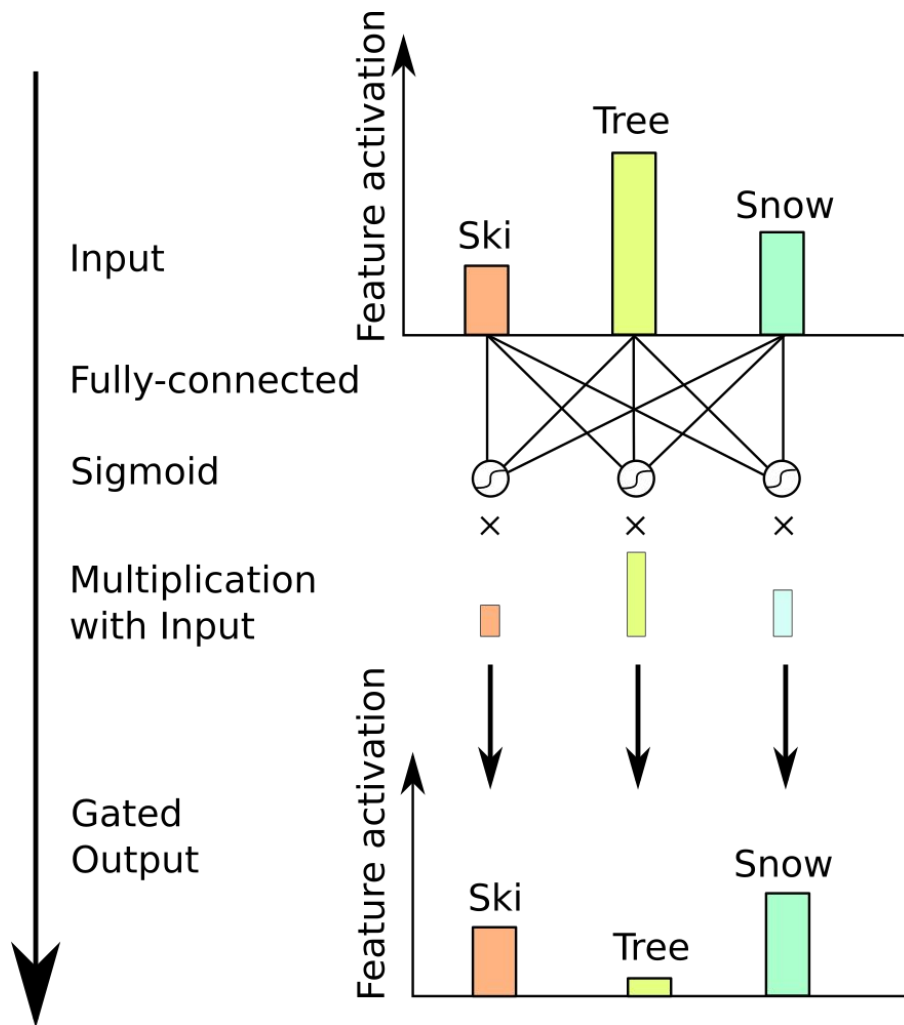 Feature activation
Tree
Snow
Ski
Input
Fully-connected
Sigmoid
× × ×
Multiplication
with Input
Feature activation
Gated
Output
Snow
Ski
Tree